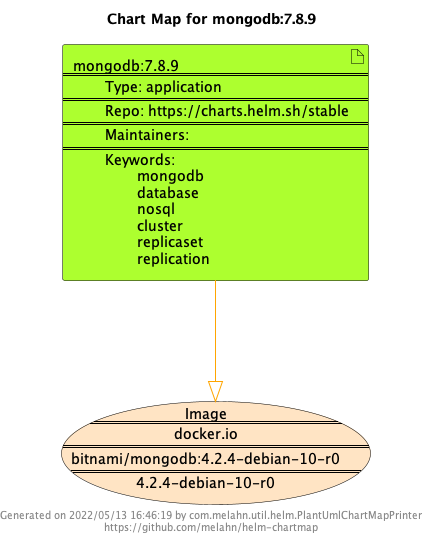 Chart Map for mongodb:7.8.9
mongodb:7.8.9
Type: application
Repo: https://charts.helm.sh/stable
Maintainers:
Keywords:
mongodb
database
nosql
cluster
replicaset
replication
Image
docker.io
bitnami/mongodb:4.2.4-debian-10-r0
4.2.4-debian-10-r0
Generated on 2022/05/13 16:46:19 by com.melahn.util.helm.PlantUmlChartMapPrinter
https://github.com/melahn/helm-chartmap